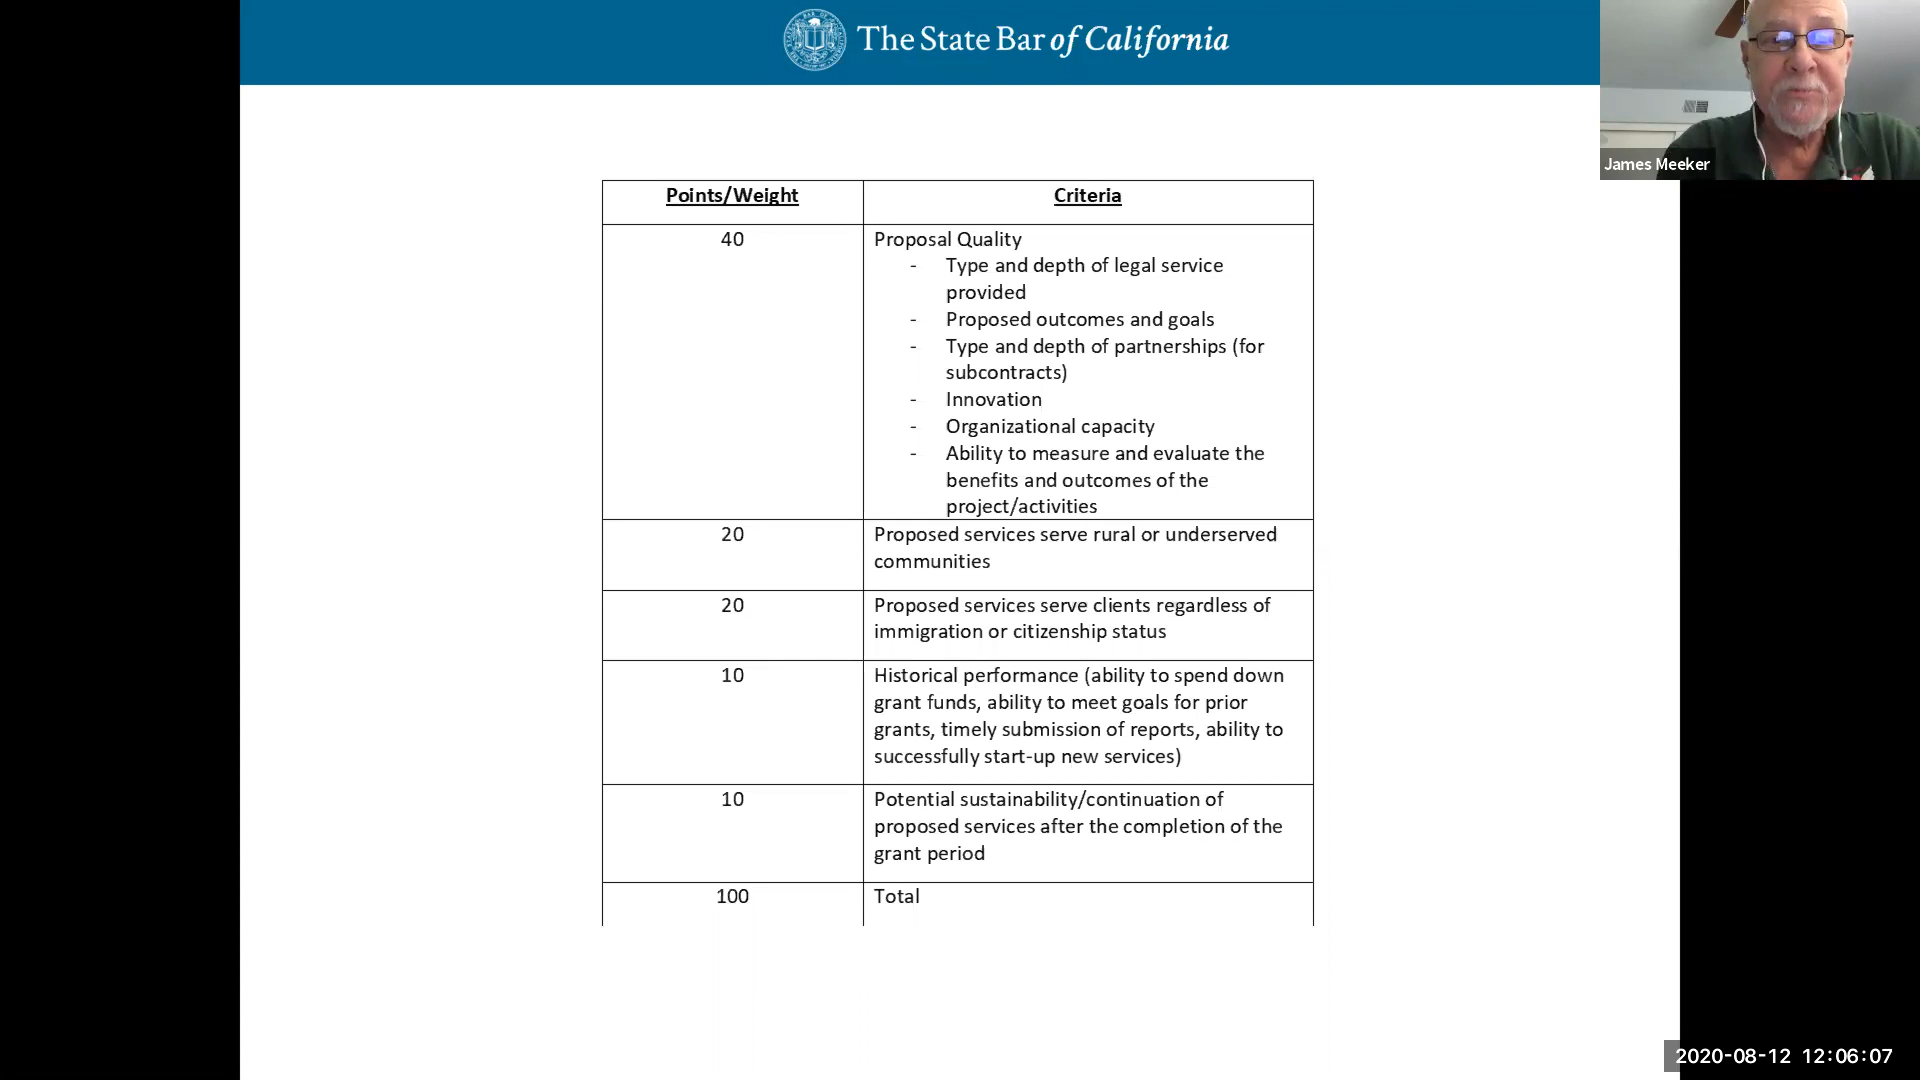 The State Bar of California
James Meeker
Points/Weight
Criteria
40
Proposal Quality
- Type and depth of legal service
provided
- Proposed outcomes and goals
- Type and depth of partnerships (for
subcontracts)
- Innovation
- Organizational capacity
- Ability to measure and evaluate the
benefits and outcomes of the
project/activities
20
Proposed services serve rural or underserved
communities
20
Proposed services serve clients regardless of
immigration or citizenship status
10
Historical performance (ability to spend down
grant funds, ability to meet goals for prior
grants, timely submission of reports, ability to
successfully start-up new services)
10
Potential sustainability/continuation of
proposed services after the completion of the
grant period
100
Total
2020-08-12 12:06:07